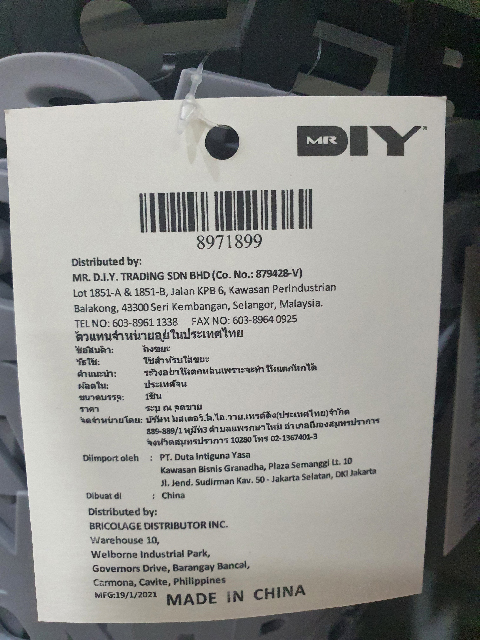 MR DIY
8971899
Distributed by:
MR. D.I.Y. TRADING SDN BHD (Co. No.: 879428-V)
Lot 1851-A & 1851-B, Jalan KPB 6, Kawasan Perindustrian
Balakong, 43300 Seri Kembangan, Selangor, Malaysia.
TEL NO: 603-8961 1338 FAX NO: 603-8964 0925
ตัวแทนจำหน่ายอยู่ในประเทศไทย
ชื่อสินค้า: ถังขยะ
วิธีใช้: ใช้สำหรับใส่ขยะ
คำแนะนำ: ระวังอย่าให้ตกหล่นเพราะจะทำให้แตกหักได้
ผลิตใน: ประเทศจีน
ขนาดบรรจุ: 1ชิ้น
ราคา ระบุ ณ จุดขาย
จัดจำหน่ายโดย: บริษัท มิสเตอร์.ดี.ไอ.วาย.เทรดดิ้ง(ประเทศไทย)จำกัด
889-889/1 หมู่ที่3 ตำบลแพรกษาใหม่ อำเภอเมืองสมุทรปราการ
จังหวัดสมุทรปราการ 10280 โทร 02-1367401-3
Diimport oleh : PT. Duta Intiguna Yasa
Kawasan Bisnis Granadha, Plaza Semanggi Lt. 10
Jl. Jend. Sudirman Kav. 50 - Jakarta Selatan, DKI Jakarta
Dibuat di : China
Distributed by:
BRICOLAGE DISTRIBUTOR INC.
Warehouse 10,
Welborne Industrial Park,
Governors Drive, Barangay Bancal,
Carmona, Cavite, Philippines
MFG:19/1/2021 MADE IN CHINA